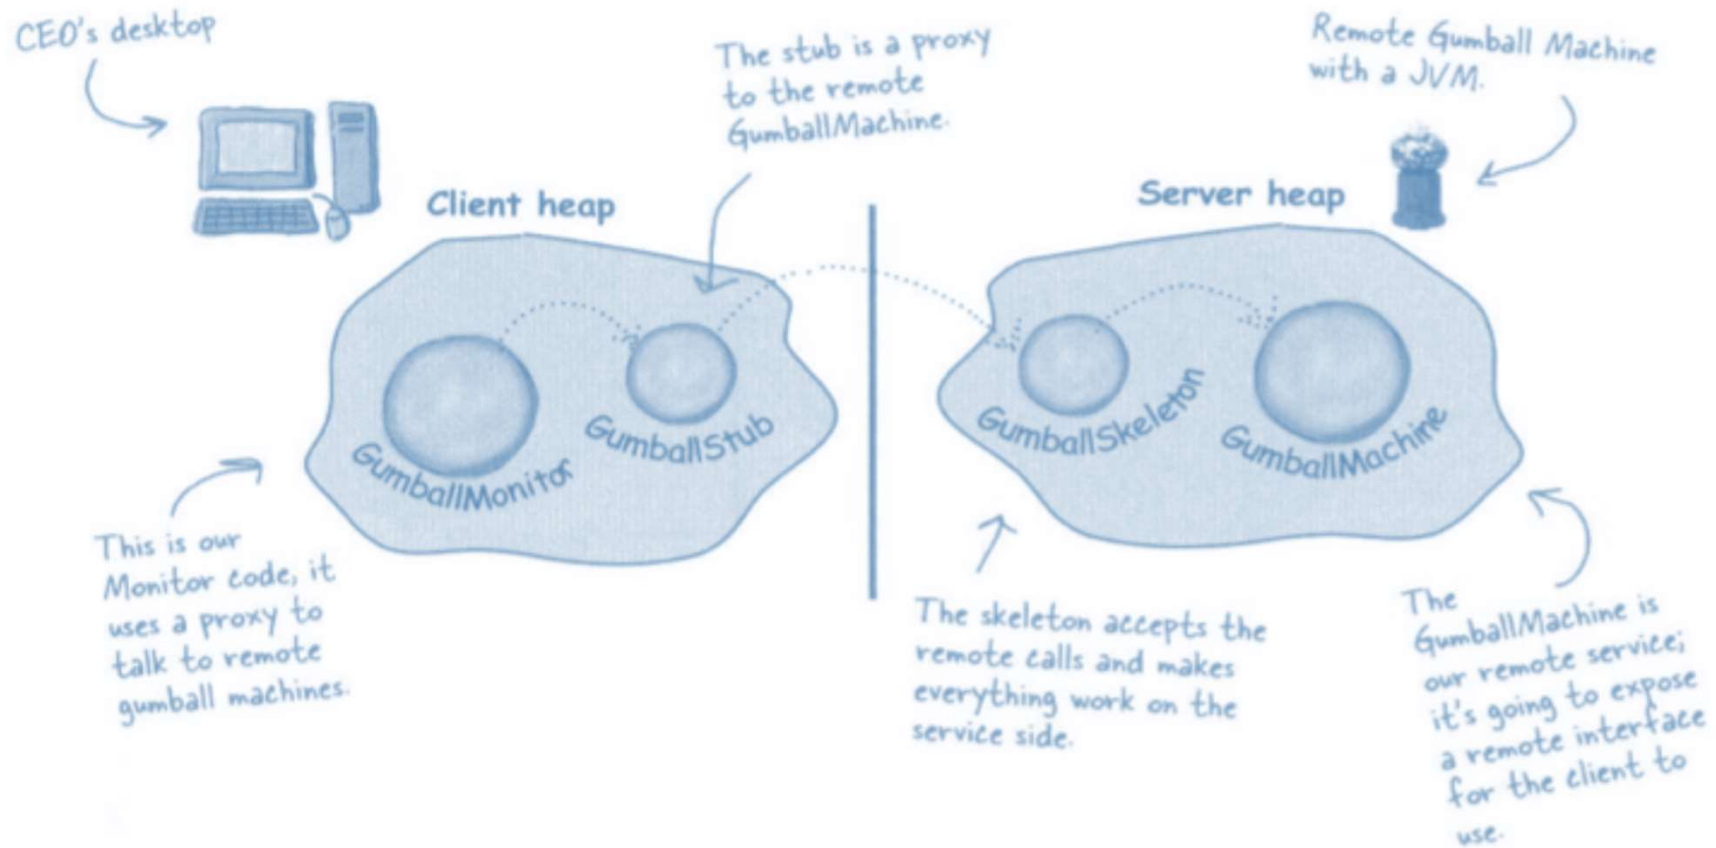 CEO's desktop
The stub is a proxy
to the remote
GumballMachine.
Remote Gumball Machine
with a JVM.
Client heap
Server heap
GumballMonitor
GumballStub
GumballSkeleton
GumballMachine
This is our
Monitor code, it
uses a proxy to
talk to remote
gumball machines.
The skeleton accepts the
remote calls and makes
everything work on the
service side.
The
GumballMachine is
our remote service;
it's going to expose
a remote interface
for the client to
use.